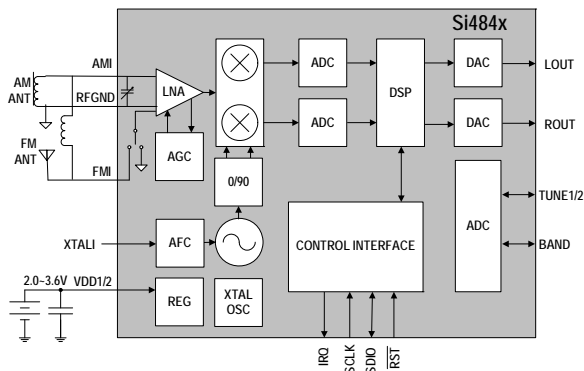 Si484x
AMI
AM
ANT
RFGND
LNA
ADC
DSP
DAC
LOUT
ADC
DAC
ROUT
FM
ANT
FMI
AGC
0/90
ADC
TUNE1/2
BAND
XTALI
AFC
CONTROL INTERFACE
2.0~3.6V
VDD1/2
REG
XTAL
OSC
IRQ
SCLK
SDIO
RST